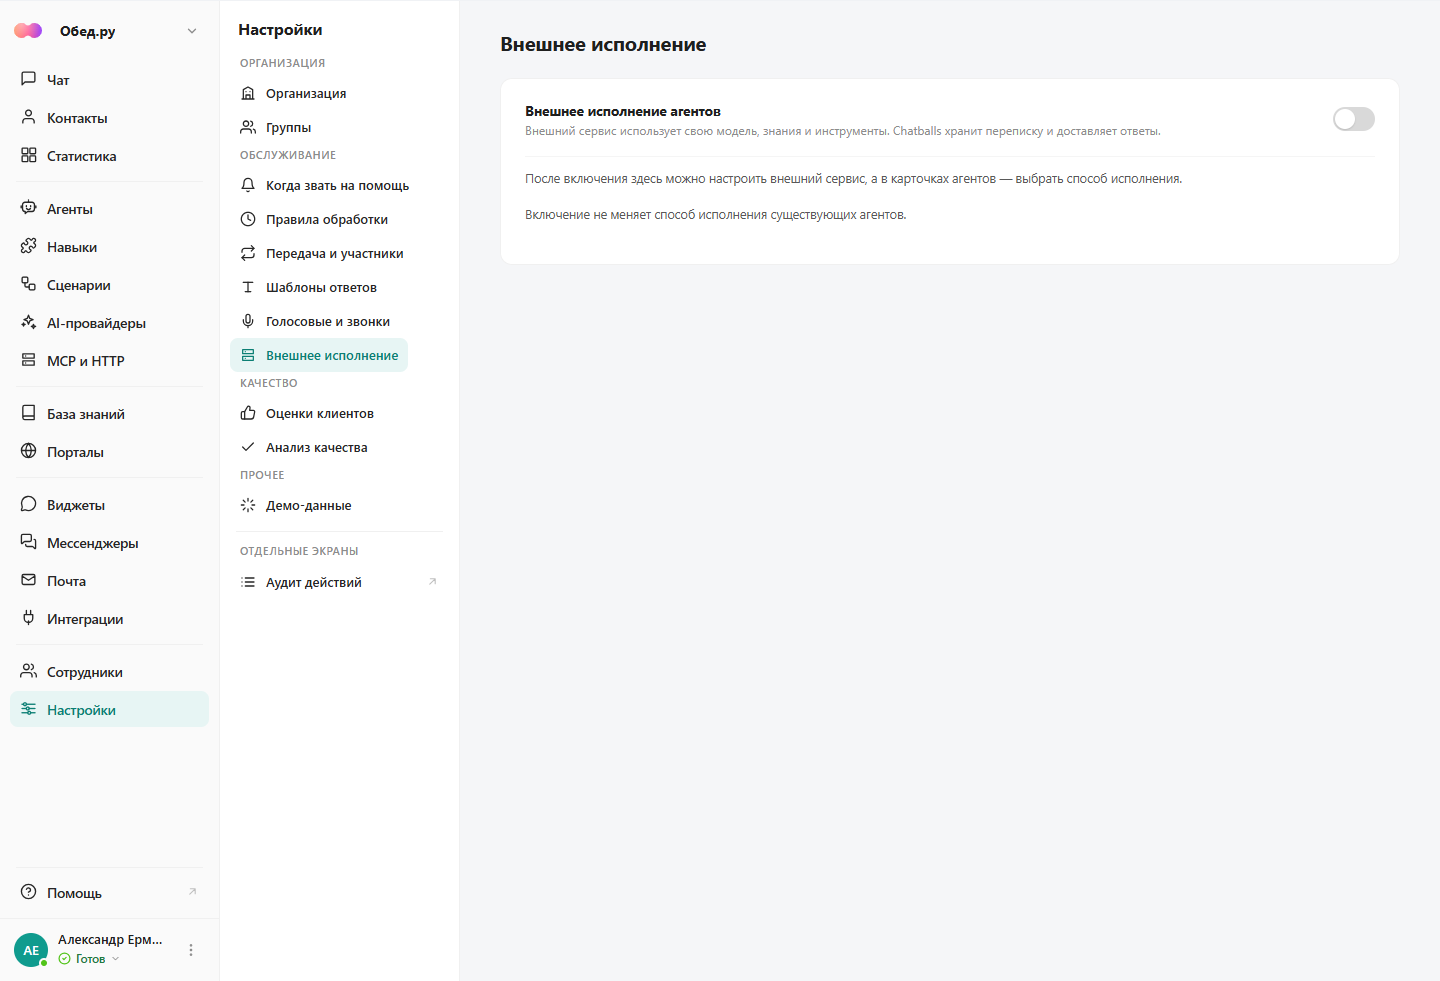 Обед.ру
Чат
Контакты
Статистика
Агенты
Навыки
Сценарии
AI-провайдеры
MCP и HTTP
База знаний
Порталы
Виджеты
Мессенджеры
Почта
Интеграции
Сотрудники
Настройки
Помощь
АЕ
Александр Ерм...
Готов
Настройки
ОРГАНИЗАЦИЯ
Организация
Группы
ОБСЛУЖИВАНИЕ
Когда звать на помощь
Правила обработки
Передача и участники
Шаблоны ответов
Голосовые и звонки
Внешнее исполнение
КАЧЕСТВО
Оценки клиентов
Анализ качества
ПРОЧЕЕ
Демо-данные
ОТДЕЛЬНЫЕ ЭКРАНЫ
Аудит действий
Внешнее исполнение
Внешнее исполнение агентов
Внешний сервис использует свою модель, знания и инструменты. Chatballs хранит переписку и доставляет ответы.
После включения здесь можно настроить внешний сервис, а в карточках агентов — выбрать способ исполнения.
Включение не меняет способ исполнения существующих агентов.